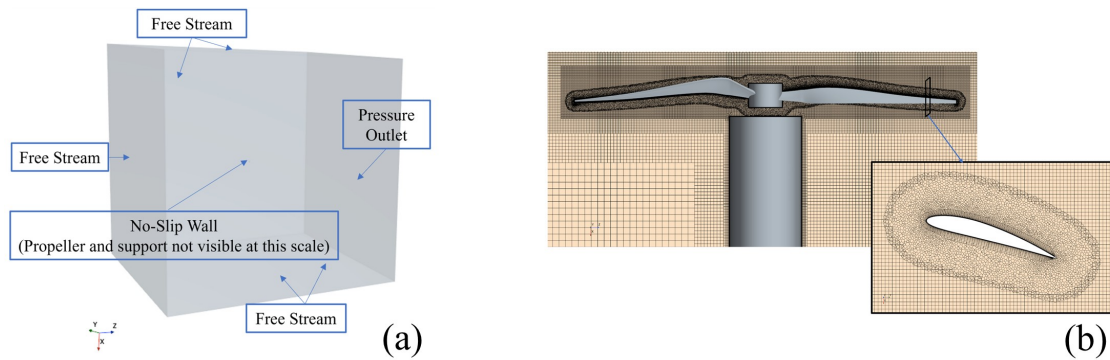 Free Stream
Pressure
Outlet
Free Stream
No-Slip Wall
(Propeller and support not visible at this scale)
Free Stream
Y
Z
X
(a)
(b)